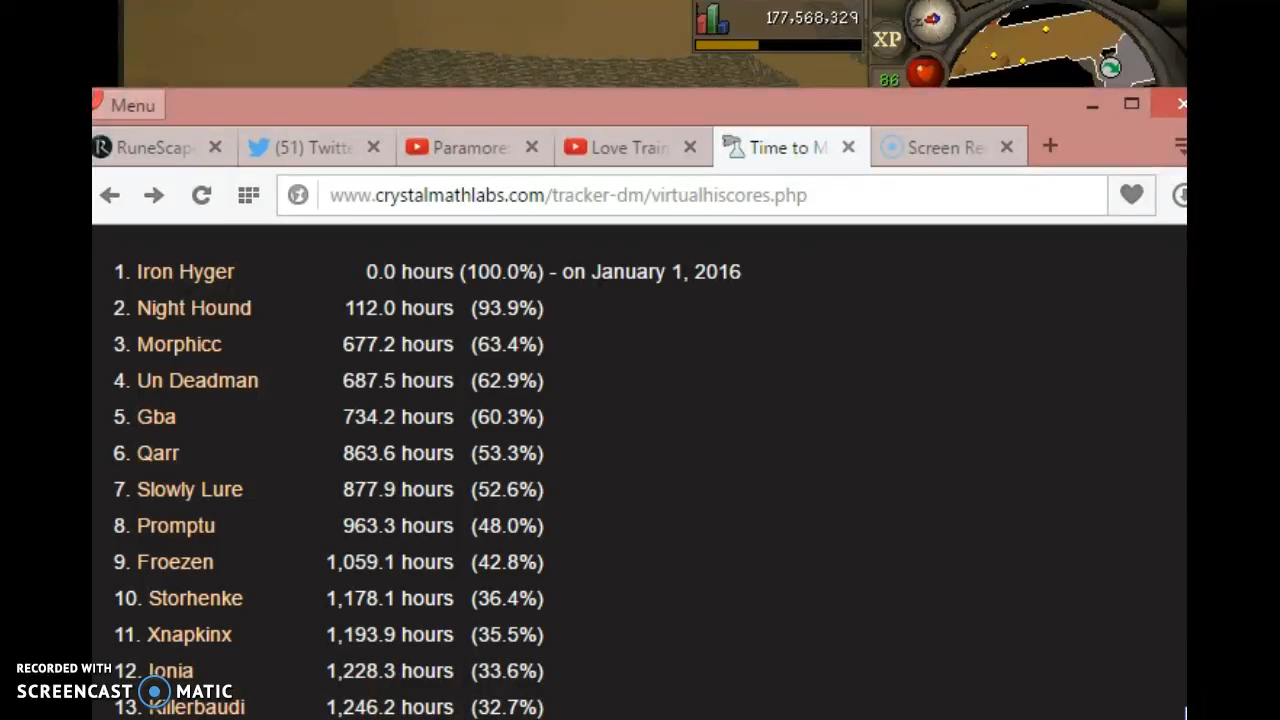 177,568,329
XP
86
Menu
RuneScap (51) Twitte Paramore Love Train Time to M Screen Re
www.crystalmathlabs.com/tracker-dm/virtualhiscores.php
1. Iron Hyger 0.0 hours (100.0%) - on January 1, 2016
2. Night Hound 112.0 hours (93.9%)
3. Morphicc 677.2 hours (63.4%)
4. Un Deadman 687.5 hours (62.9%)
5. Gba 734.2 hours (60.3%)
6. Qarr 863.6 hours (53.3%)
7. Slowly Lure 877.9 hours (52.6%)
8. Promptu 963.3 hours (48.0%)
9. Froezen 1,059.1 hours (42.8%)
10. Storhenke 1,178.1 hours (36.4%)
11. Xnapkinx 1,193.9 hours (35.5%)
12. Ionia 1,228.3 hours (33.6%)
13. Killerbaudi 1,246.2 hours (32.7%)
RECORDED WITH
SCREENCAST MATIC